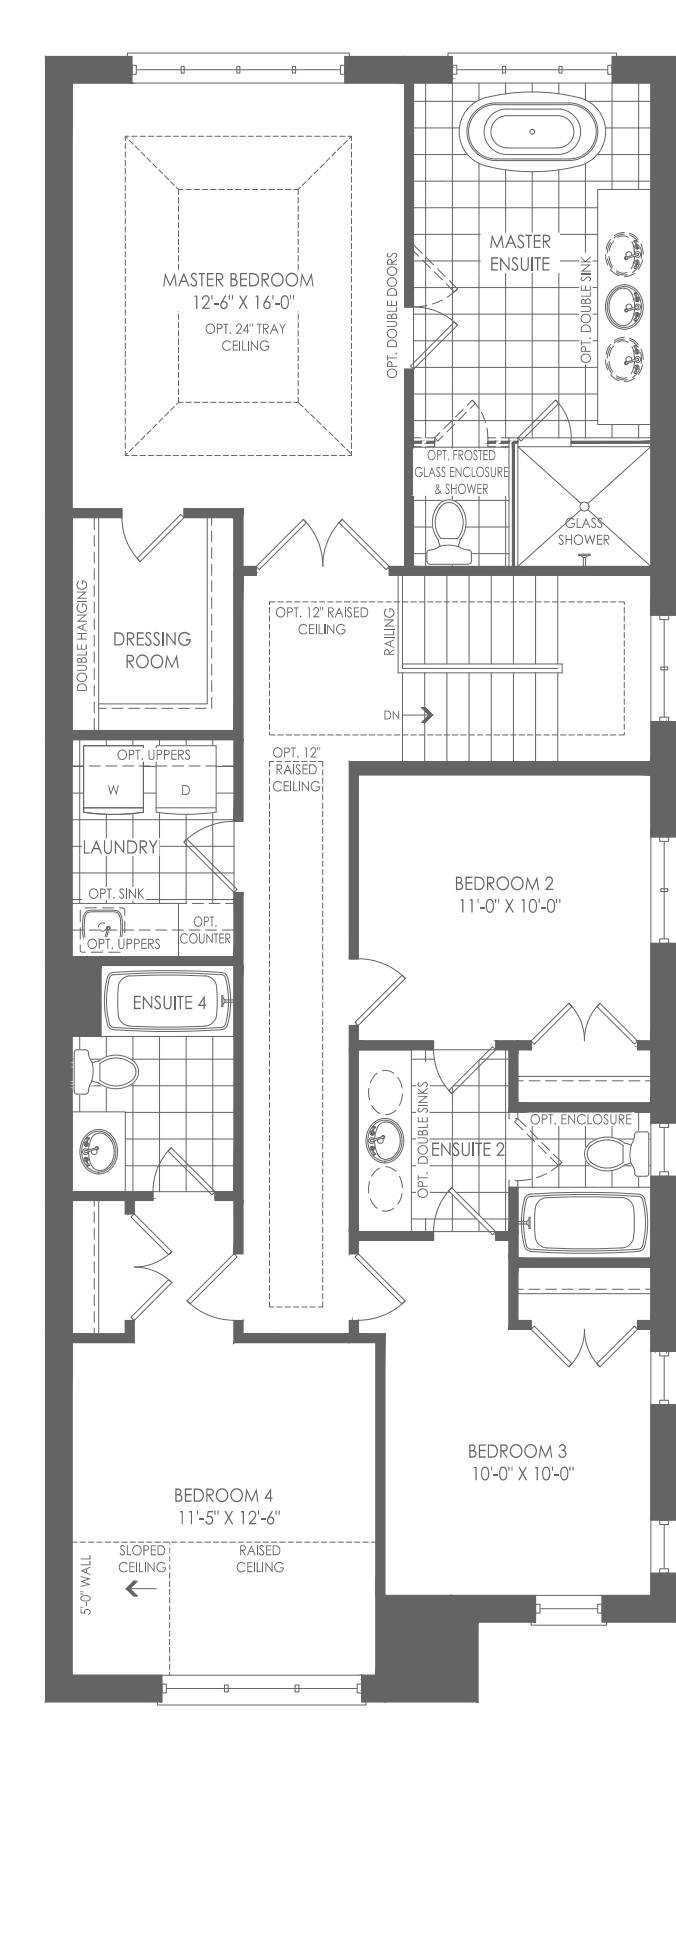 MASTER BEDROOM
12'-6" X 16'-0"
OPT. 24" TRAY
CEILING
OPT. DOUBLE DOORS
MASTER
ENSUITE
OPT. DOUBLE SINK
OPT. FROSTED
GLASS ENCLOSURE
& SHOWER
GLASS
SHOWER
DOUBLE HANGING
DRESSING
ROOM
OPT. 12" RAISED
CEILING
RAILING
DN
OPT. UPPERS
W
D
LAUNDRY
OPT. SINK
OPT. UPPERS
OPT.
COUNTER
OPT. 12"
RAISED
CEILING
BEDROOM 2
11'-0" X 10'-0"
ENSUITE 4
OPT. DOUBLE SINKS
ENSUITE 2
OPT. ENCLOSURE
BEDROOM 3
10'-0" X 10'-0"
BEDROOM 4
11'-5" X 12'-6"
5'-0" WALL
SLOPED
CEILING
RAISED
CEILING